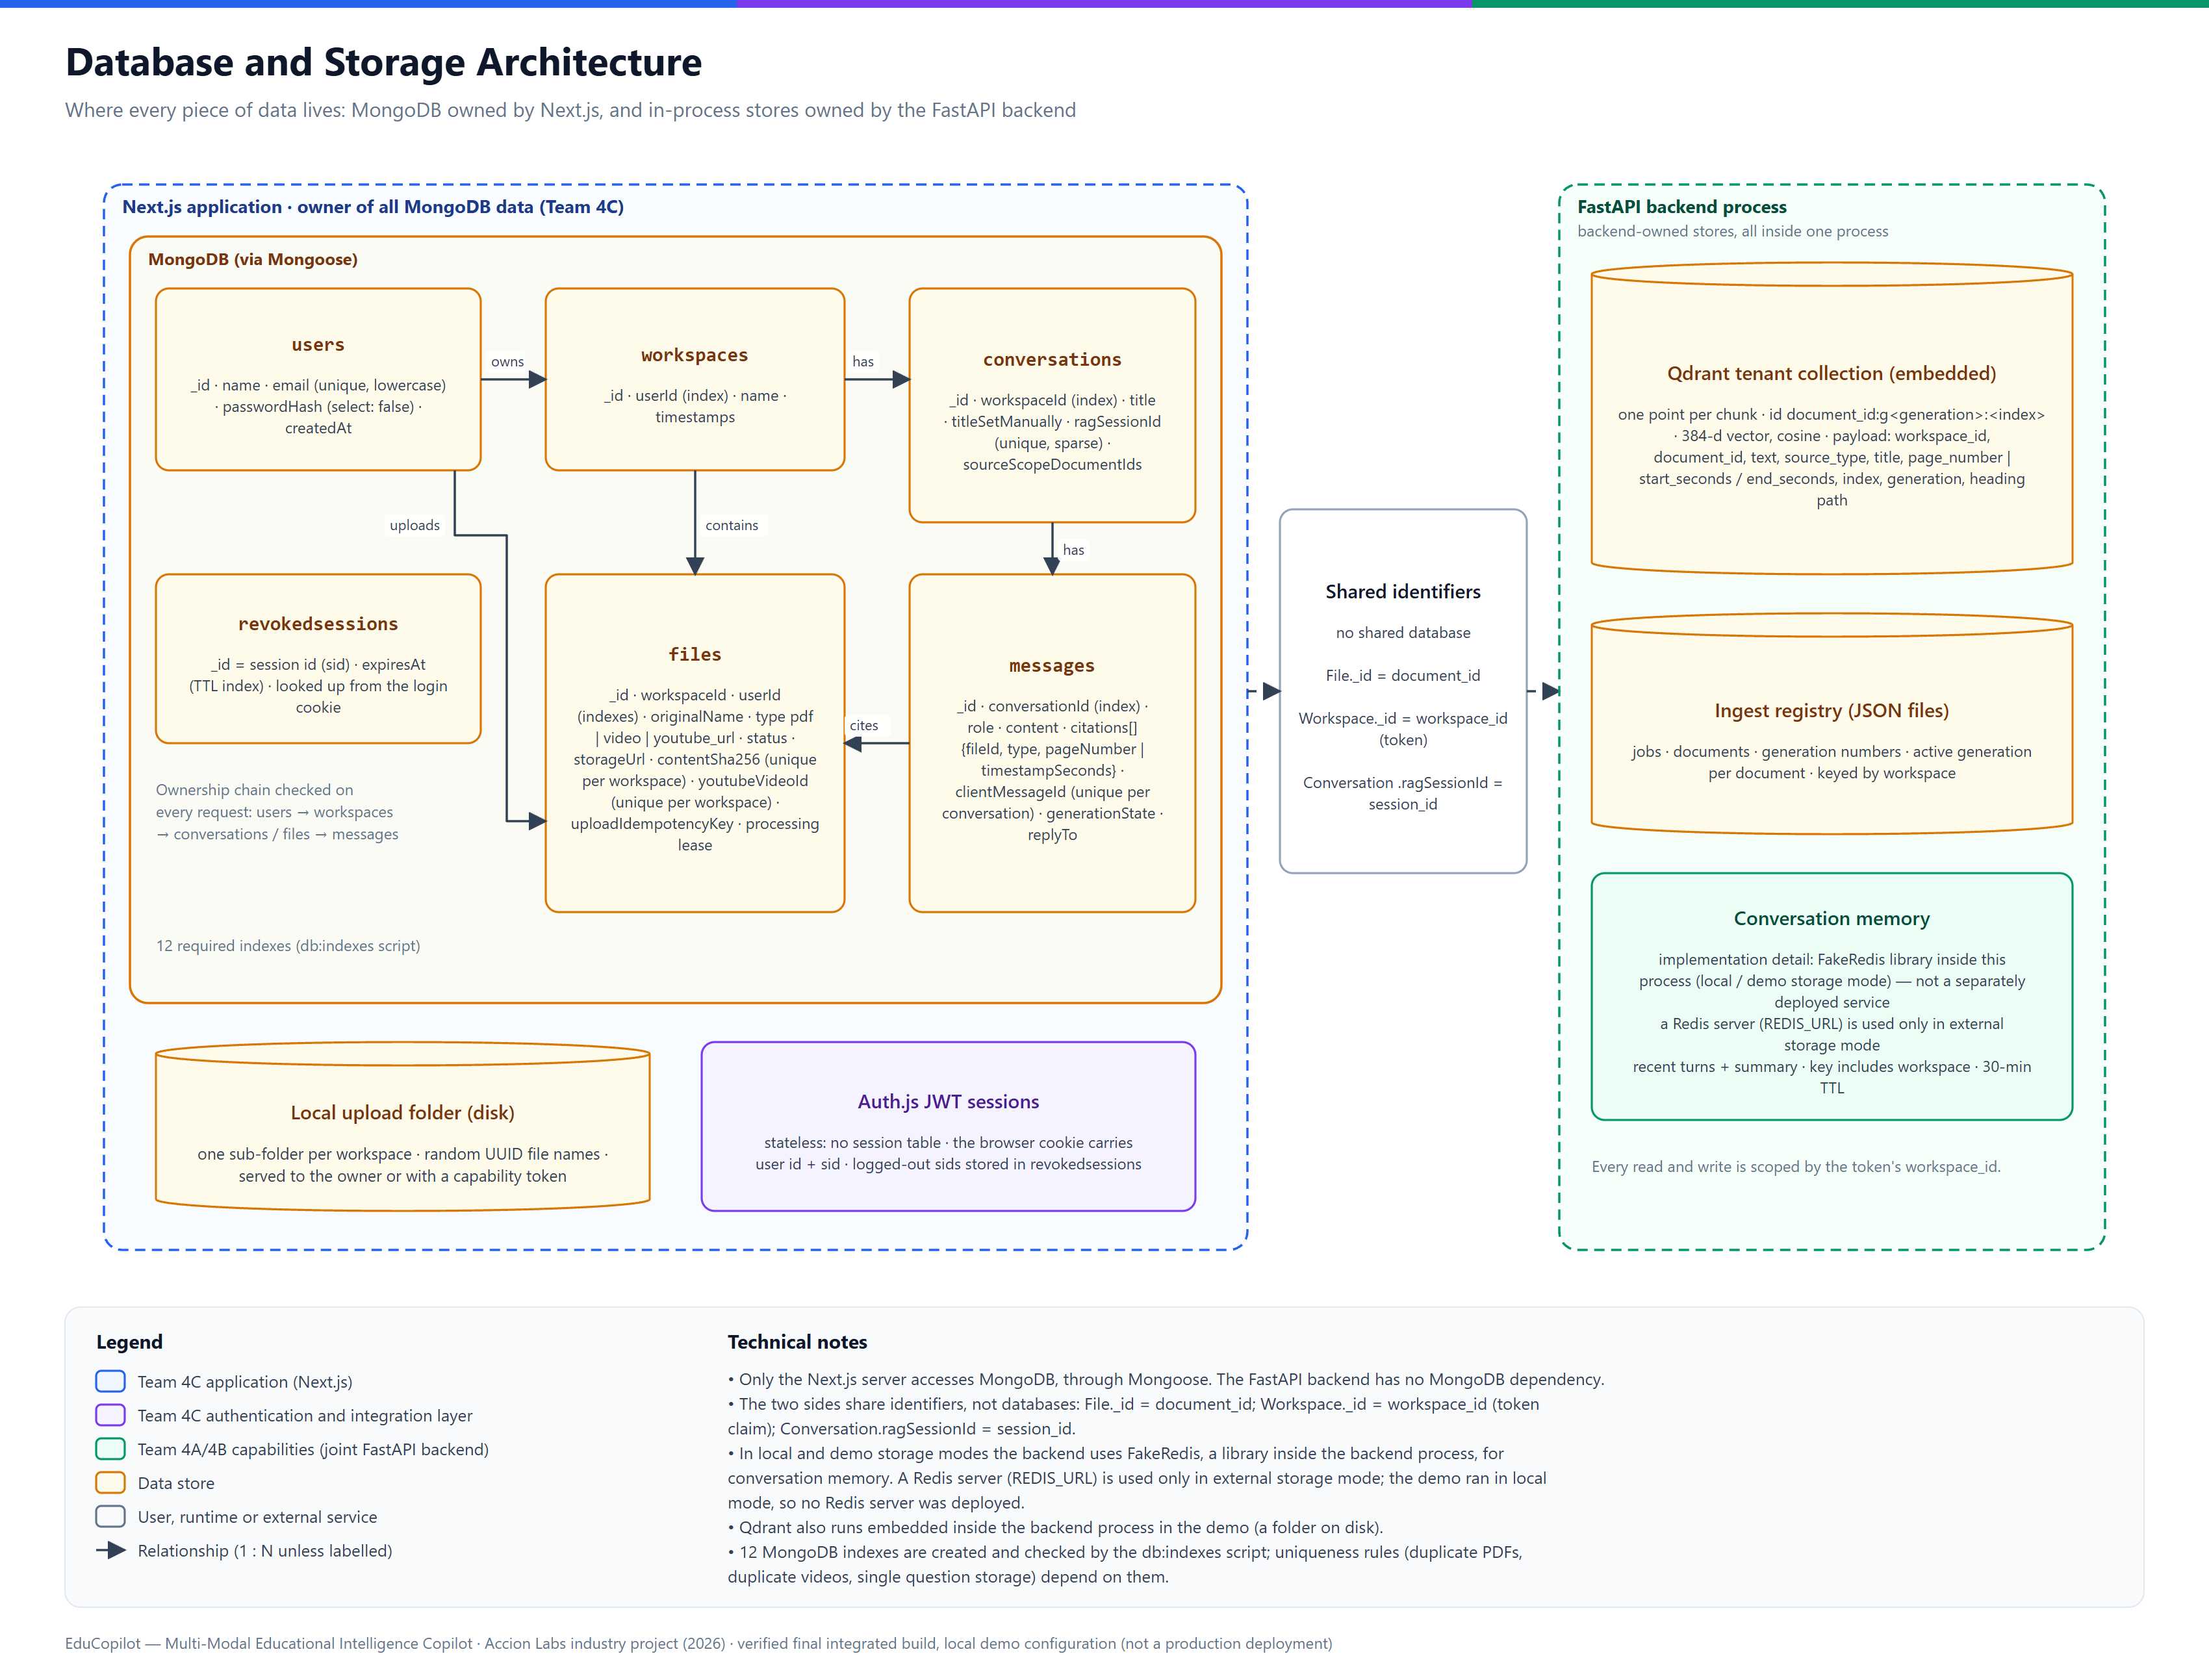 Database and Storage Architecture
Where every piece of data lives: MongoDB owned by Next.js, and in-process stores owned by the FastAPI backend
Next.js application · owner of all MongoDB data (Team 4C)
MongoDB (via Mongoose)
users
_id · name · email (unique, lowercase)
· passwordHash (select: false) ·
createdAt
owns
workspaces
_id · userId (index) · name ·
timestamps
has
conversations
_id · workspaceId (index) · title
· titleSetManually · ragSessionId
(unique, sparse) ·
sourceScopeDocumentIds
uploads
contains
has
revokedsessions
_id = session id (sid) · expiresAt
(TTL index) · looked up from the login
cookie
files
_id · workspaceId · userId
(indexes) · originalName · type pdf
| video | youtube_url · status ·
storageUrl · contentSha256 (unique
per workspace) · youtubeVideoId
(unique per workspace) ·
uploadIdempotencyKey · processing
lease
cites
messages
_id · conversationId (index) ·
role · content · citations[]
{fileId, type, pageNumber |
timestampSeconds} ·
clientMessageId (unique per
conversation) · generationState ·
replyTo
Ownership chain checked on
every request: users → workspaces
→ conversations / files → messages
12 required indexes (db:indexes script)
Local upload folder (disk)
one sub-folder per workspace · random UUID file names ·
served to the owner or with a capability token
Auth.js JWT sessions
stateless: no session table · the browser cookie carries
user id + sid · logged-out sids stored in revokedsessions
Shared identifiers
no shared database
File._id = document_id
Workspace._id = workspace_id
(token)
Conversation .ragSessionId =
session_id
FastAPI backend process
backend-owned stores, all inside one process
Qdrant tenant collection (embedded)
one point per chunk · id document_id:g<generation>:<index>
· 384-d vector, cosine · payload: workspace_id,
document_id, text, source_type, title, page_number |
start_seconds / end_seconds, index, generation, heading
path
Ingest registry (JSON files)
jobs · documents · generation numbers · active generation
per document · keyed by workspace
Conversation memory
implementation detail: FakeRedis library inside this
process (local / demo storage mode) — not a separately
deployed service
a Redis server (REDIS_URL) is used only in external
storage mode
recent turns + summary · key includes workspace · 30-min
TTL
Every read and write is scoped by the token's workspace_id.
Legend
Team 4C application (Next.js)
Team 4C authentication and integration layer
Team 4A/4B capabilities (joint FastAPI backend)
Data store
User, runtime or external service
Relationship (1 : N unless labelled)
Technical notes
• Only the Next.js server accesses MongoDB, through Mongoose. The FastAPI backend has no MongoDB dependency.
• The two sides share identifiers, not databases: File._id = document_id; Workspace._id = workspace_id (token
claim); Conversation.ragSessionId = session_id.
• In local and demo storage modes the backend uses FakeRedis, a library inside the backend process, for
conversation memory. A Redis server (REDIS_URL) is used only in external storage mode; the demo ran in local
mode, so no Redis server was deployed.
• Qdrant also runs embedded inside the backend process in the demo (a folder on disk).
• 12 MongoDB indexes are created and checked by the db:indexes script; uniqueness rules (duplicate PDFs,
duplicate videos, single question storage) depend on them.
EduCopilot — Multi-Modal Educational Intelligence Copilot · Accion Labs industry project (2026) · verified final integrated build, local demo configuration (not a production deployment)